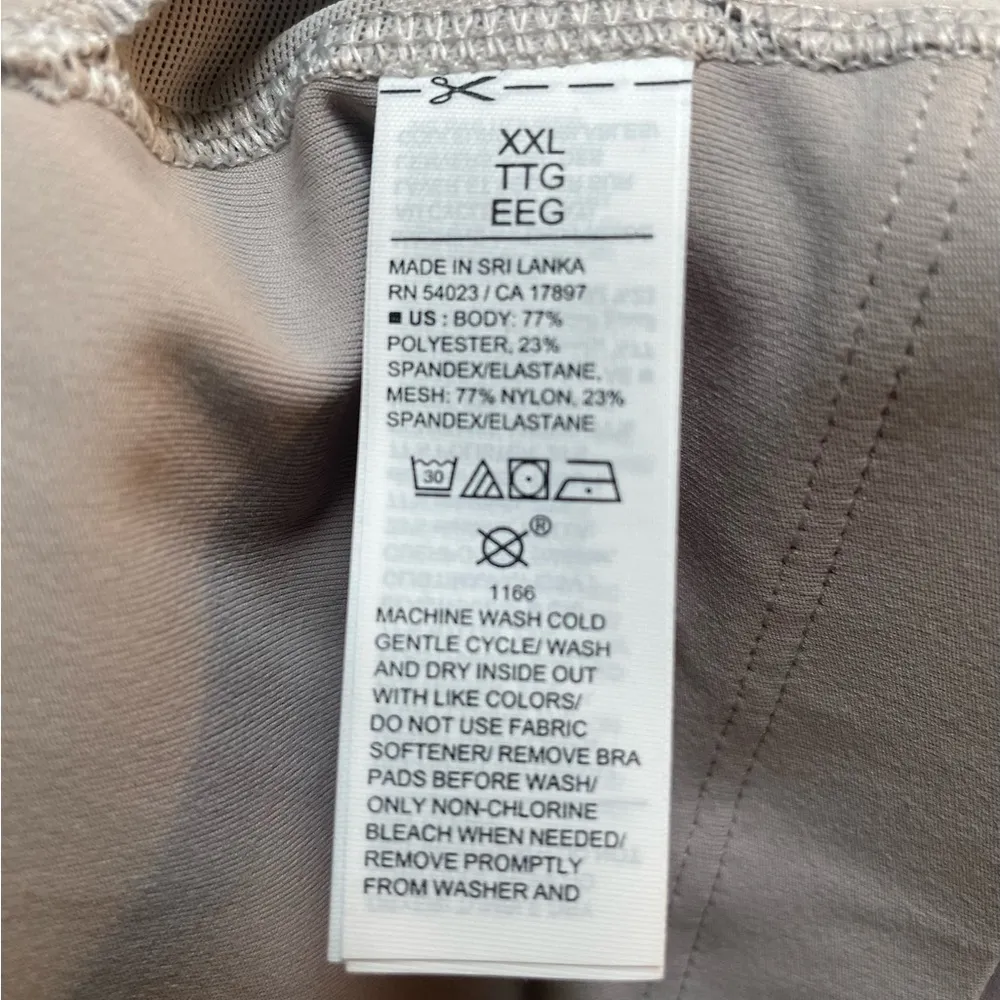 XXL
TTG
EEG
MADE IN SRI LANKA
RN 54023 / CA 17897
■ US : BODY: 77%
POLYESTER, 23%
SPANDEX/ELASTANE,
MESH: 77% NYLON, 23%
SPANDEX/ELASTANE
30
®
1166
MACHINE WASH COLD
GENTLE CYCLE/ WASH
AND DRY INSIDE OUT
WITH LIKE COLORS/
DO NOT USE FABRIC
SOFTENER/ REMOVE BRA
PADS BEFORE WASH/
ONLY NON-CHLORINE
BLEACH WHEN NEEDED/
REMOVE PROMPTLY
FROM WASHER AND